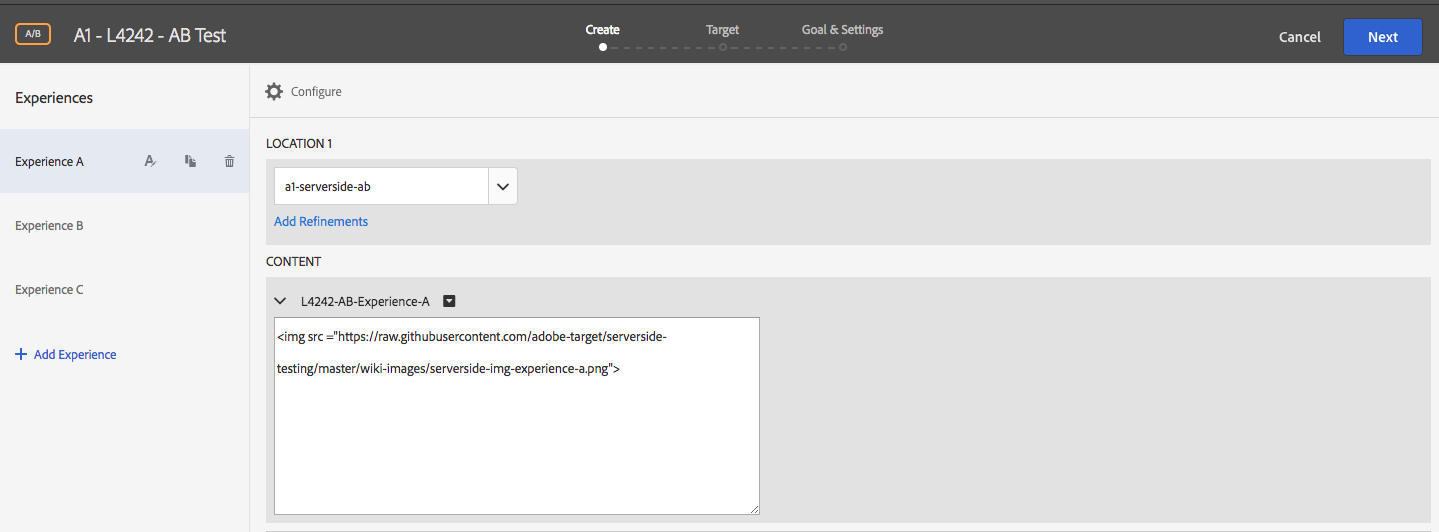 A/B
A1 - L4242 - AB Test
Create
Target
Goal & Settings
Cancel
Next
Experiences
Configure
Experience A
Experience B
Experience C
+ Add Experience
LOCATION 1
a1-serverside-ab
Add Refinements
CONTENT
L4242-AB-Experience-A
<img src ="https://raw.githubusercontent.com/adobe-target/serverside-
testing/master/wiki-images/serverside-img-experience-a.png">